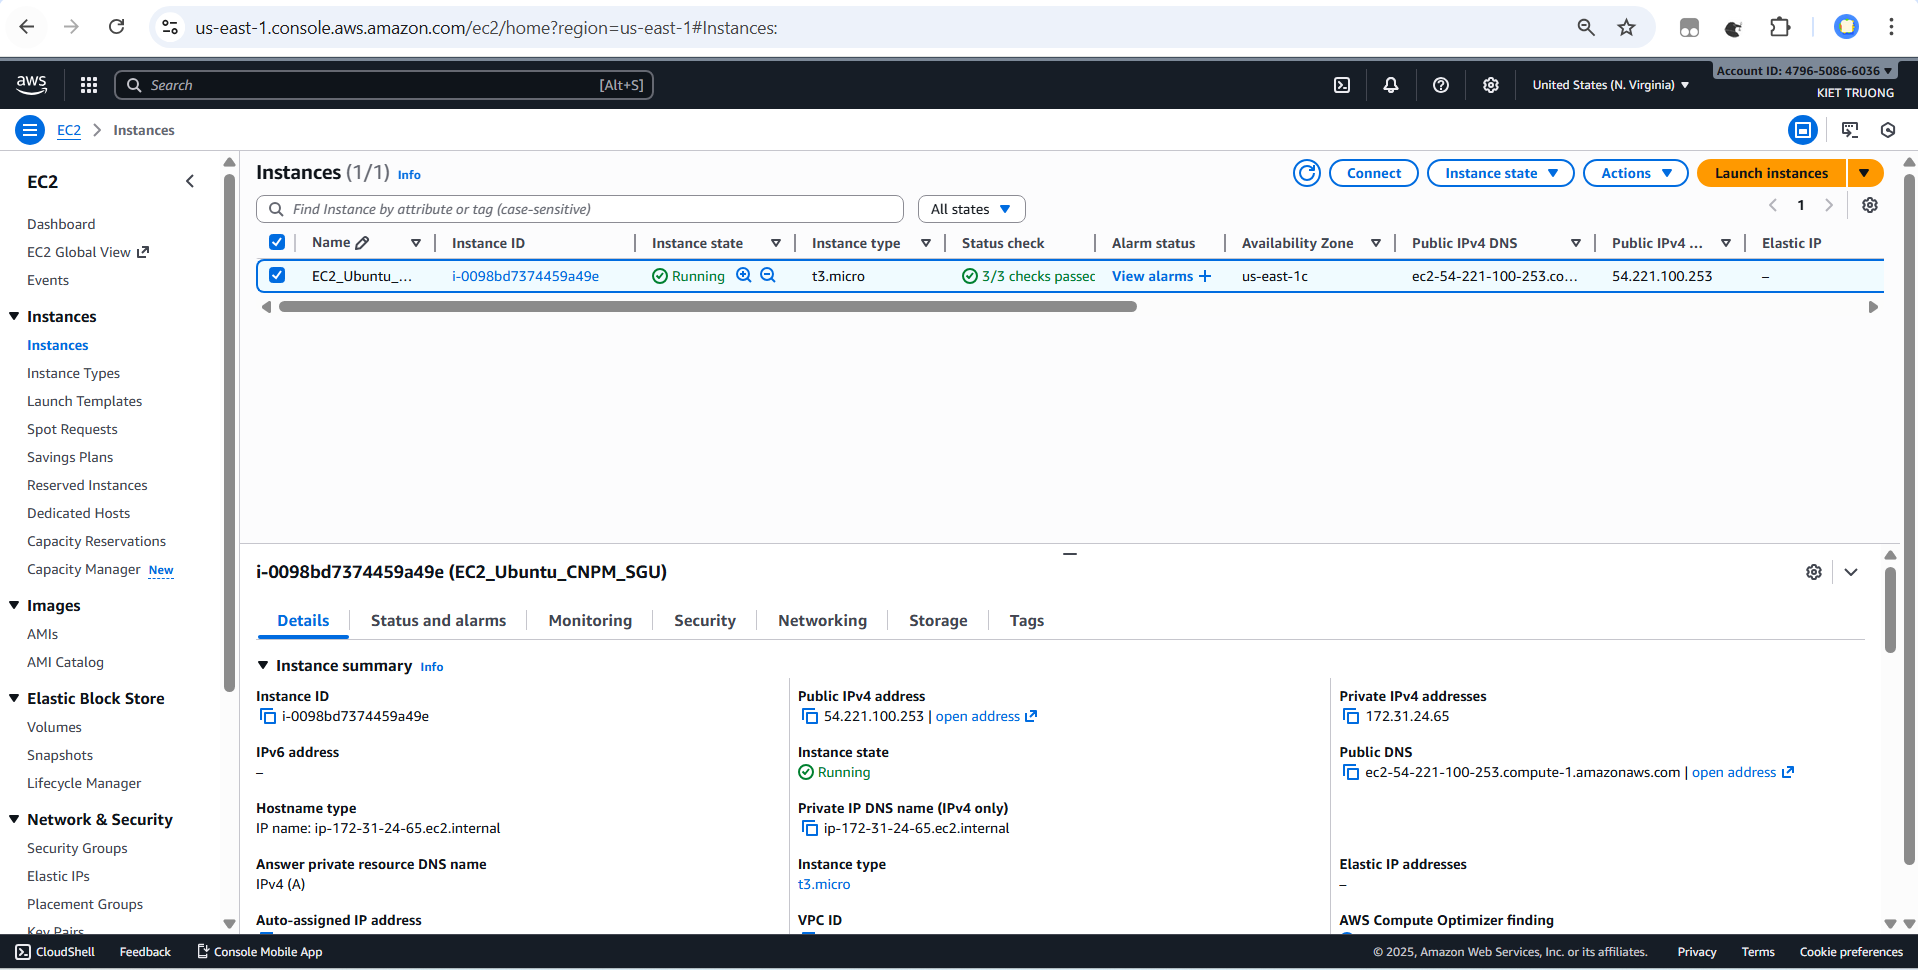 us-east-1.console.aws.amazon.com/ec2/home?region=us-east-1#Instances:
aws
Search
[Alt+S]
United States (N. Virginia)
Account ID: 4796-5086-6036
KIET TRUONG
EC2
Instances
EC2
Dashboard
EC2 Global View
Events
Instances
Instances
Instance Types
Launch Templates
Spot Requests
Savings Plans
Reserved Instances
Dedicated Hosts
Capacity Reservations
Capacity Manager New
Images
AMIs
AMI Catalog
Elastic Block Store
Volumes
Snapshots
Lifecycle Manager
Network & Security
Security Groups
Elastic IPs
Placement Groups
Key Pairs
Instances (1/1) Info
Connect
Instance state
Actions
Launch instances
Find Instance by attribute or tag (case-sensitive)
All states
1
Name Instance ID Instance state Instance type Status check Alarm status Availability Zone Public IPv4 DNS Public IPv4 ... Elastic IP
EC2_Ubuntu_... i-0098bd7374459a49e Running t3.micro 3/3 checks passec View alarms + us-east-1c ec2-54-221-100-253.co... 54.221.100.253 –
i-0098bd7374459a49e (EC2_Ubuntu_CNPM_SGU)
Details
Status and alarms
Monitoring
Security
Networking
Storage
Tags
Instance summary Info
Instance ID
i-0098bd7374459a49e
Public IPv4 address
54.221.100.253 | open address
Private IPv4 addresses
172.31.24.65
IPv6 address
–
Instance state
Running
Public DNS
ec2-54-221-100-253.compute-1.amazonaws.com | open address
Hostname type
IP name: ip-172-31-24-65.ec2.internal
Private IP DNS name (IPv4 only)
ip-172-31-24-65.ec2.internal
Answer private resource DNS name
IPv4 (A)
Instance type
t3.micro
Elastic IP addresses
–
Auto-assigned IP address
VPC ID
AWS Compute Optimizer finding
CloudShell
Feedback
Console Mobile App
© 2025, Amazon Web Services, Inc. or its affiliates.
Privacy
Terms
Cookie preferences